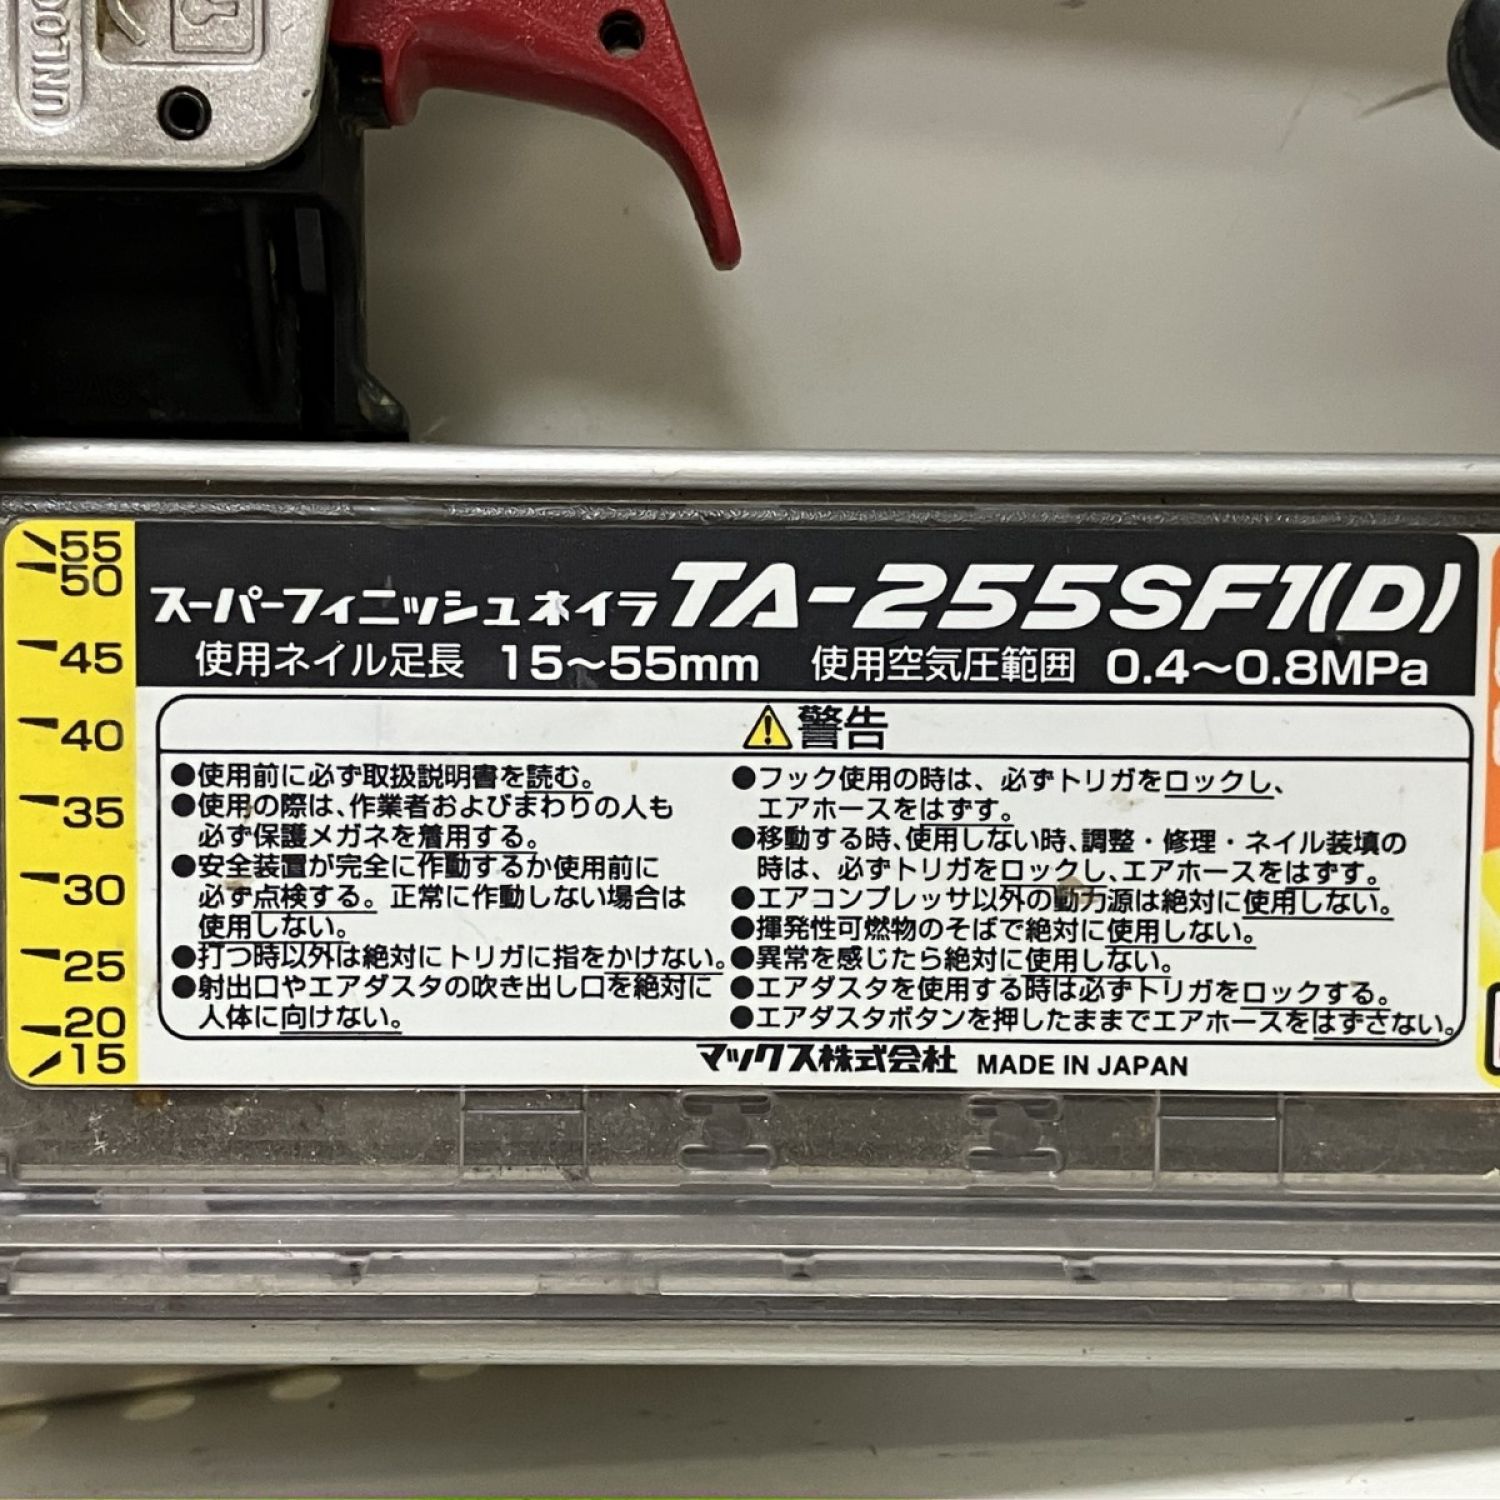 UNLOC
55
50
45
40
35
30
25
20
15
スーパーフィニッシュネイラ TA-255SF1(D)
使用ネイル足長 15～55mm 使用空気圧範囲 0.4～0.8MPa
警告
●使用前に必ず取扱説明書を読む。
●使用の際は、作業者およびまわりの人も
必ず保護メガネを着用する。
●安全装置が完全に作動するか使用前に
必ず点検する。正常に作動しない場合は
使用しない。
●打つ時以外は絶対にトリガに指をかけない。
●射出口やエアダスタの吹き出し口を絶対に
人体に向けない。
●フック使用の時は、必ずトリガをロックし、
エアホースをはずす。
●移動する時、使用しない時、調整・修理・ネイル装填の
時は、必ずトリガをロックし、エアホースをはずす。
●エアコンプレッサ以外の動力源は絶対に使用しない。
●揮発性可燃物のそばで絶対に使用しない。
●異常を感じたら絶対に使用しない。
●エアダスタを使用する時は必ずトリガをロックする。
●エアダスタボタンを押したままでエアホースをはずさない。
マックス株式会社 MADE IN JAPAN